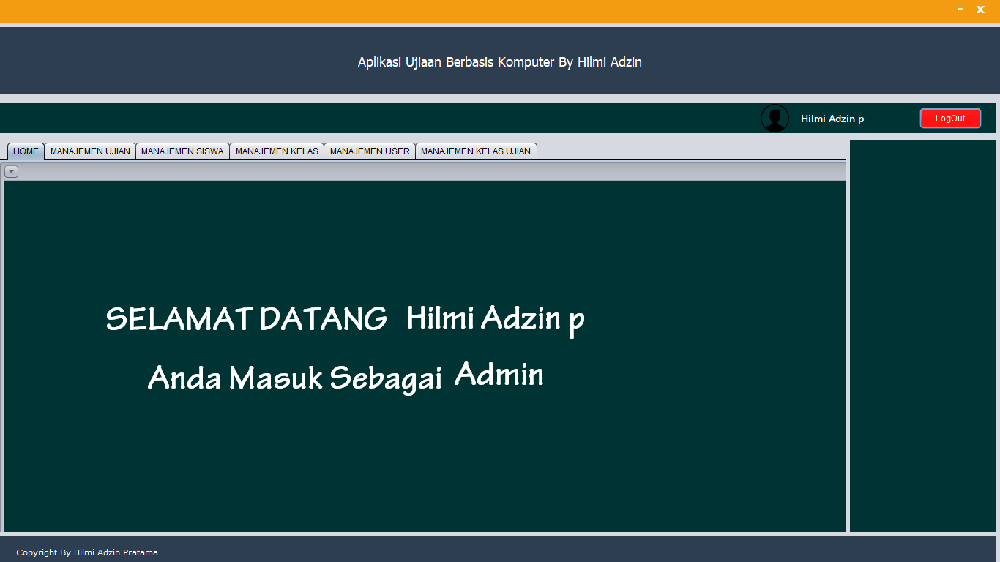 - x
Aplikasi Ujiaan Berbasis Komputer By Hilmi Adzin
Hilmi Adzin p LogOut
HOME MANAJEMEN UJIAN MANAJEMEN SISWA MANAJEMEN KELAS MANAJEMEN USER MANAJEMEN KELAS UJIAN
SELAMAT DATANG Hilmi Adzin p
Anda Masuk Sebagai Admin
Copyright By Hilmi Adzin Pratama